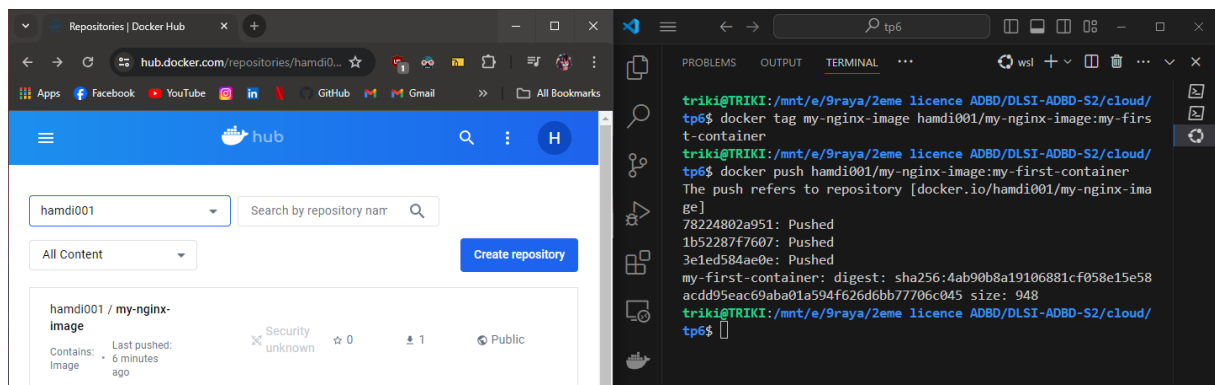 Repositories | Docker Hub
hub.docker.com/repositories/hamdi0...
1
Apps Facebook YouTube GitHub Gmail » All Bookmarks
hub
H
hamdi001
Search by repository nam
All Content
Create repository
hamdi001 / my-nginx-
image
Contains:
Image
•
Last pushed:
6 minutes
ago
Security
unknown
0
1
Public
tp6
PROBLEMS OUTPUT TERMINAL ... wsl
triki@TRIKI:/mnt/e/9raya/2eme licence ADBD/DLSI-ADBD-S2/cloud/
tp6$ docker tag my-nginx-image hamdi001/my-nginx-image:my-firs
t-container
triki@TRIKI:/mnt/e/9raya/2eme licence ADBD/DLSI-ADBD-S2/cloud/
tp6$ docker push hamdi001/my-nginx-image:my-first-container
The push refers to repository [docker.io/hamdi001/my-nginx-ima
ge]
78224802a951: Pushed
1b52287f7607: Pushed
3e1ed584ae0e: Pushed
my-first-container: digest: sha256:4ab90b8a19106881cf058e15e58
acdd95eac69aba01a594f626d6bb77706c045 size: 948
triki@TRIKI:/mnt/e/9raya/2eme licence ADBD/DLSI-ADBD-S2/cloud/
tp6$